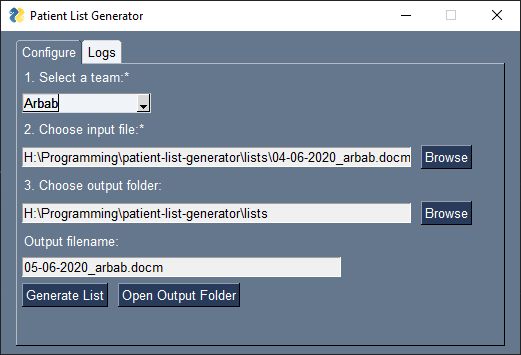 Patient List Generator
Configure Logs
1. Select a team:*
Arbab
2. Choose input file:*
H:\Programming\patient-list-generator\lists\04-06-2020_arbab.docm Browse
3. Choose output folder:
H:\Programming\patient-list-generator\lists Browse
Output filename:
05-06-2020_arbab.docm
Generate List Open Output Folder